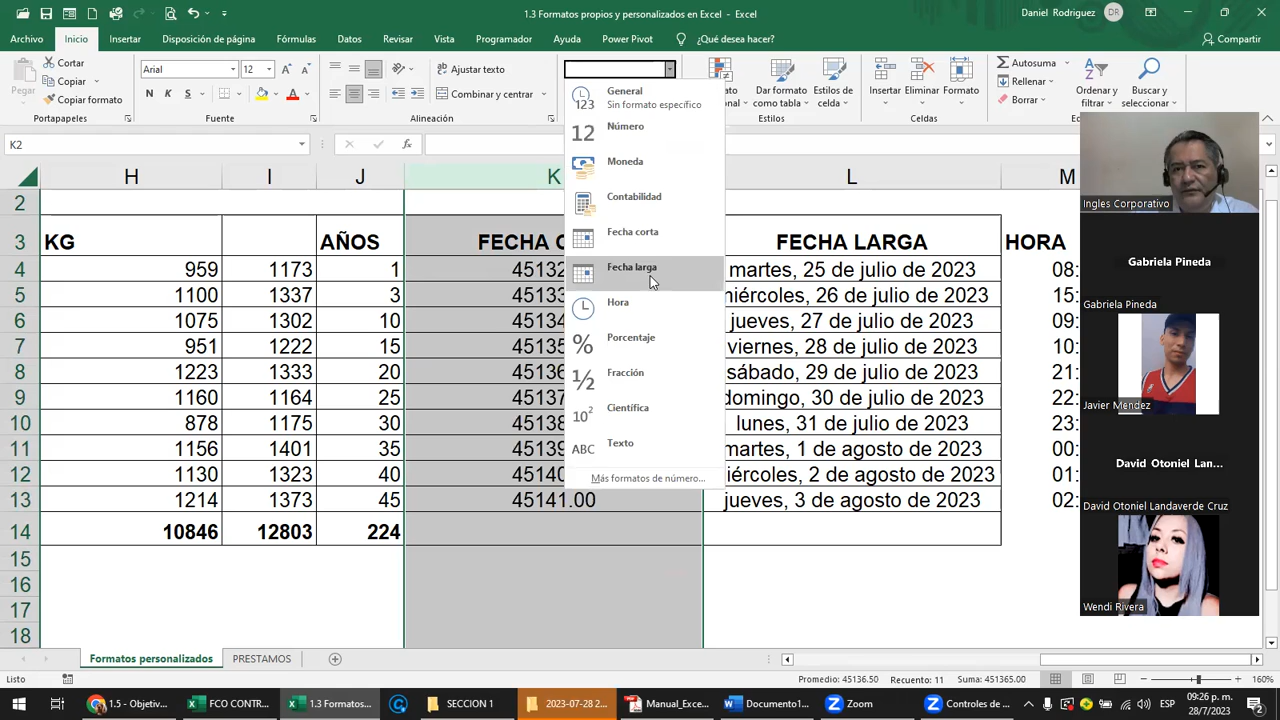 1.3 Formatos propios y personalizados en Excel - Excel
Daniel Rodriguez DR
Archivo Inicio Insertar Disposición de página Fórmulas Datos Revisar Vista Programador Ayuda Power Pivot ¿Qué desea hacer? Compartir
Pegar
Cortar
Copiar
Copiar formato
Portapapeles
Arial 12
N K S
Fuente
Ajustar texto
Combinar y centrar
Alineación
Dar formato como tabla
Estilos de celda
Estilos
Insertar Eliminar Formato
Celdas
Autosuma
Rellenar
Borrar
Ordenar y filtrar
Buscar y seleccionar
General
Sin formato específico
Número
Moneda
Contabilidad
Fecha corta
Fecha larga
Hora
Porcentaje
Fracción
Científica
Texto
Más formatos de número...
K2
fx
H I J K L M
2
3 KG AÑOS FECHA C FECHA LARGA HORA
4 959 1173 1 45132 martes, 25 de julio de 2023 08:
5 1100 1337 3 45133 miércoles, 26 de julio de 2023 15:
6 1075 1302 10 45134 jueves, 27 de julio de 2023 09:
7 951 1222 15 45135 viernes, 28 de julio de 2023 10:
8 1223 1333 20 45136 sábado, 29 de julio de 2023 21:
9 1160 1164 25 45137 domingo, 30 de julio de 2023 22:
10 878 1175 30 45138 lunes, 31 de julio de 2023 23:
11 1156 1401 35 45139 martes, 1 de agosto de 2023 00:
12 1130 1323 40 45140 miércoles, 2 de agosto de 2023 01:
13 1214 1373 45 45141.00 jueves, 3 de agosto de 2023 02:
14 10846 12803 224
15
16
17
18
Ingles Corporativo
Gabriela Pineda
Gabriela Pineda
Javier Mendez
David Otoniel Lan...
David Otoniel Landaverde Cruz
Wendi Rivera
Formatos personalizados PRESTAMOS
Listo
Promedio: 45136.50 Recuento: 11 Suma: 451365.00 160%
1.5 - Objetiv... FCO CONTR... 1.3 Formatos... SECCION 1 2023-07-28 2... Manual_Exce... Documento1... Zoom Controles de ... ESP 09:26 p. m.
28/7/2023
2